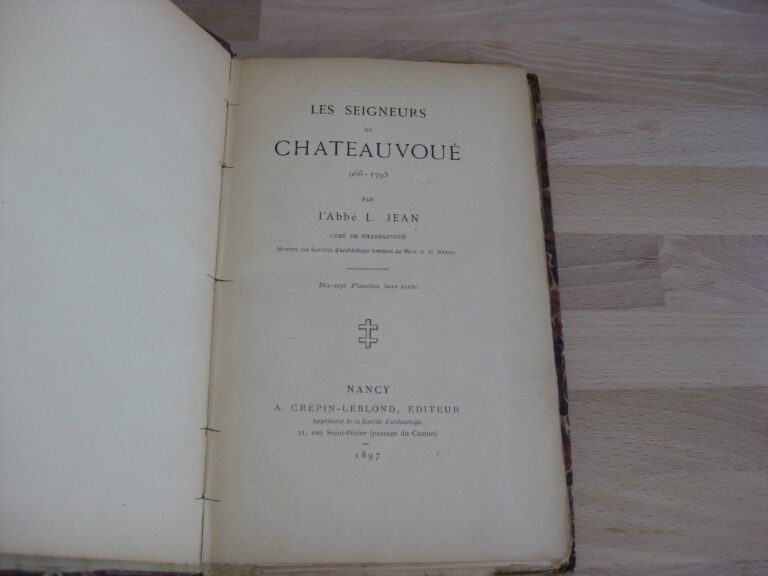 LES SEIGNEURS
DE
CHATEAUVOUÉ
966-1793
PAR
l'Abbé L. JEAN
CURÉ DE CHATEAUVOUÉ
Membre des Sociétés d'archéologie lorraine de Metz et de Nancy.
Dix-sept Planches hors texte.
NANCY
A. CRÉPIN-LEBLOND, ÉDITEUR
Imprimeur de la Société d'archéologie
21, rue Saint-Dizier (passage du Casino)
1897